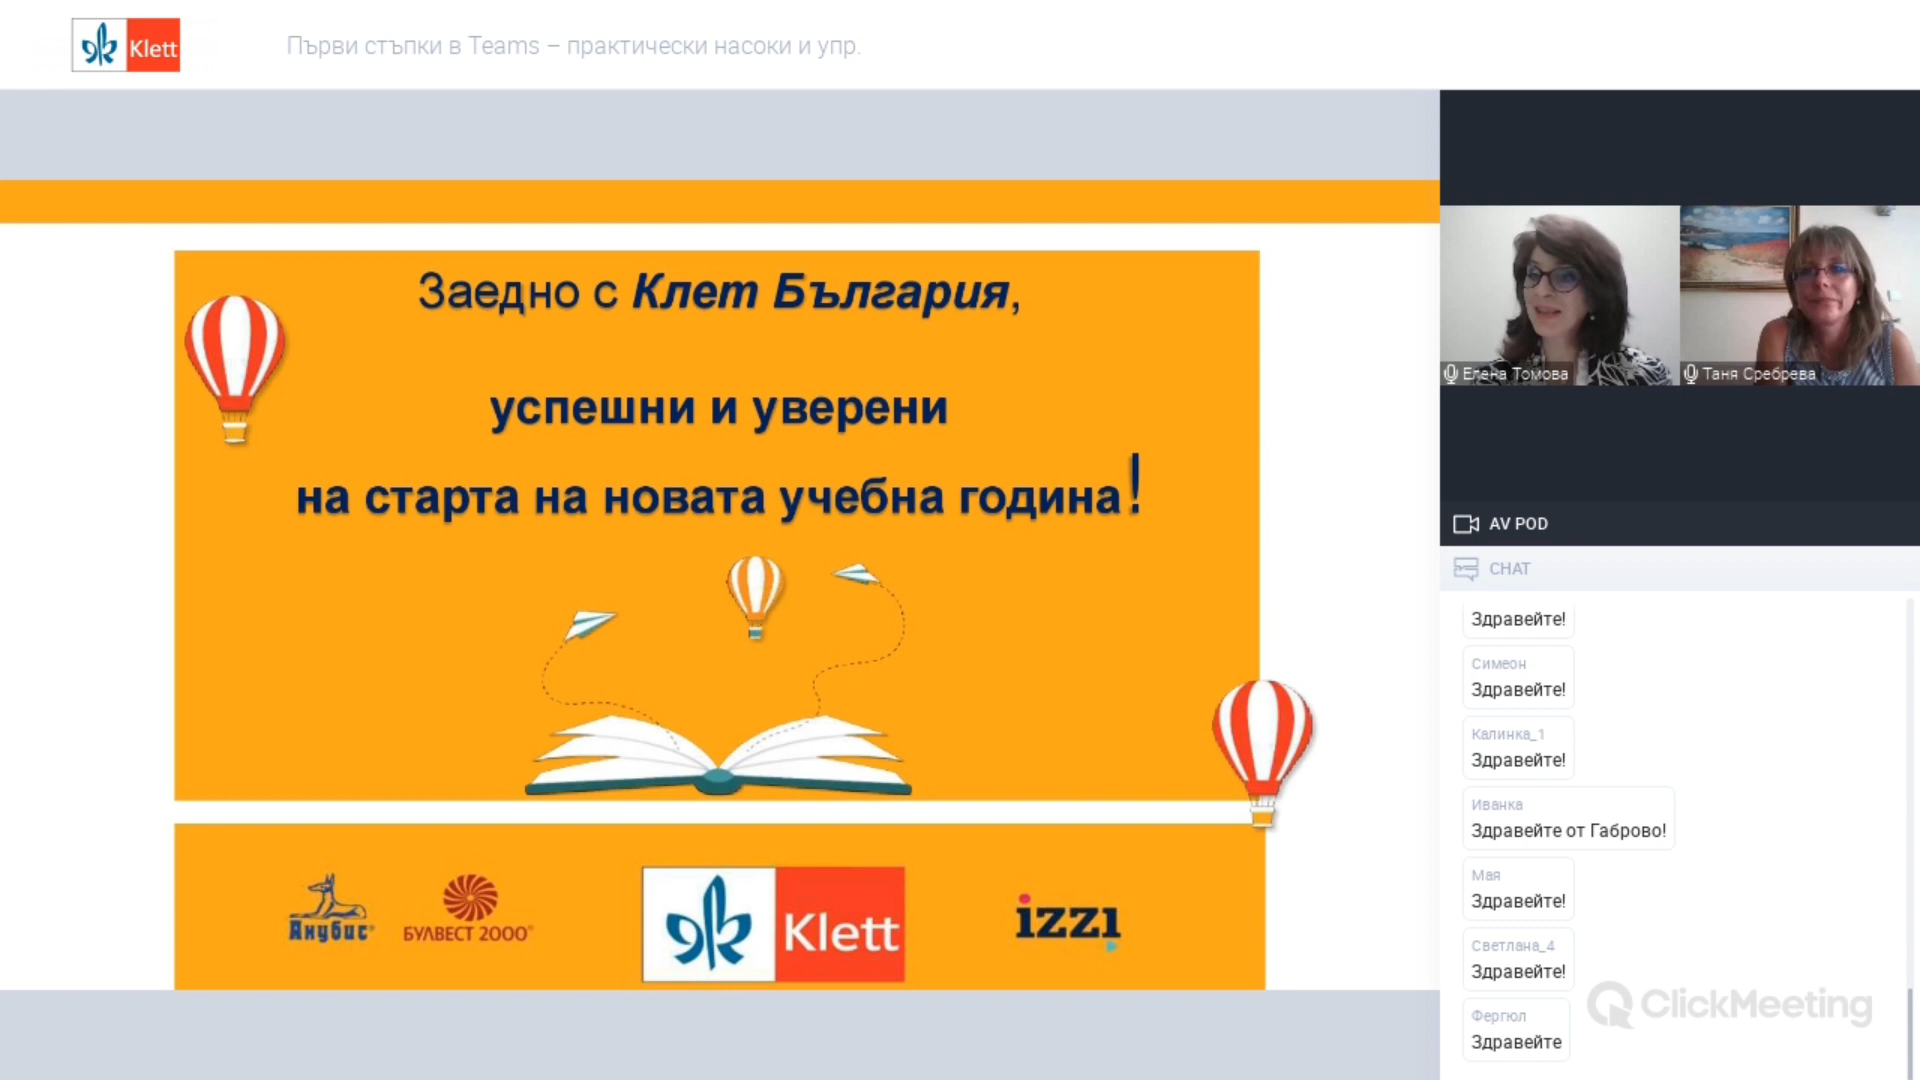 Klett
Първи стъпки в Teams – практически насоки и упр.
Заедно с Клет България,
успешни и уверени
на старта на новата учебна година!
Анубис®
БУЛВЕСТ 2000®
Klett
izzi
Елена Томова
Таня Сребрева
AV POD
CHAT
Здравейте!
Симеон
Здравейте!
Калинка_1
Здравейте!
Иванка
Здравейте от Габрово!
Мая
Здравейте!
Светлана_4
Здравейте!
Фергюл
Здравейте
ClickMeeting